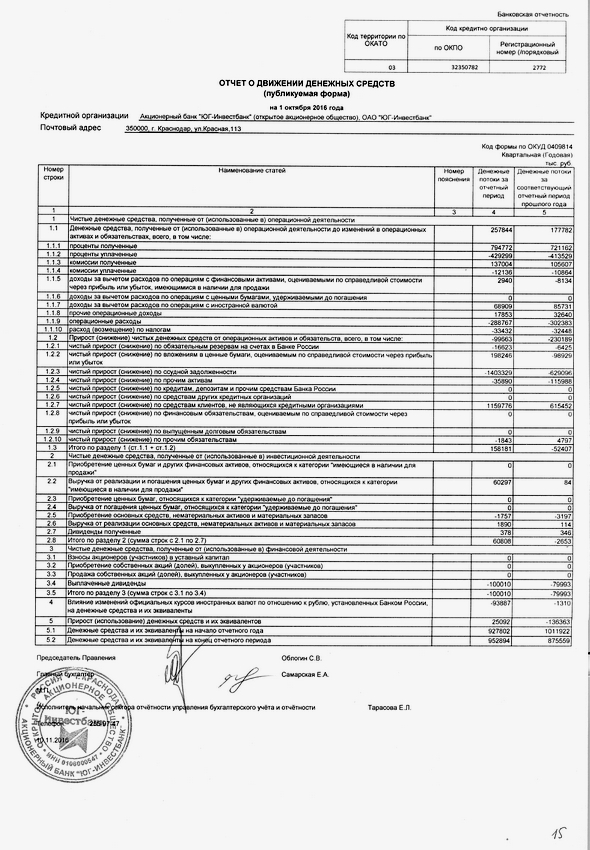 Банковская отчетность
Код территории по ОКАТО
Код кредитно организации
по ОКПО
Регистрационный номер (/порядковый
03 32350782 2772
ОТЧЕТ О ДВИЖЕНИИ ДЕНЕЖНЫХ СРЕДСТВ
(публикуемая форма)
на 1 октября 2016 года
Кредитной организации Акционерный банк "ЮГ-Инвестбанк" (открытое акционерное общество), ОАО "ЮГ-Инвестбанк"
Почтовый адрес 350000, г. Краснодар, ул.Красная,113
Код формы по ОКУД 0409814
Квартальная (Годовая)
тыс. руб.
Номер строки Наименование статей Номер пояснения Денежные потоки за отчетный период Денежные потоки за соответствующий отчетный период прошлого года
1 2 3 4 5
1 Чистые денежные средства, полученные от (использованные в) операционной деятельности
1.1 Денежные средства, полученные от (использованные в) операционной деятельности до изменений в операционных
активах и обязательствах, всего, в том числе: 257844 177782
1.1.1 проценты полученные 794772 721162
1.1.2 проценты уплаченные -429299 -413529
1.1.3 комиссии полученные 137004 105607
1.1.4 комиссии уплаченные -12136 -10864
1.1.5 доходы за вычетом расходов по операциям с финансовыми активами, оцениваемыми по справедливой стоимости
через прибыль или убыток, имеющимися в наличии для продажи 2940 -8134
1.1.6 доходы за вычетом расходов по операциям с ценными бумагами, удерживаемыми до погашения 0 0
1.1.7 доходы за вычетом расходов по операциям с иностранной валютой 68909 85731
1.1.8 прочие операционные доходы 17853 32640
1.1.9 операционные расходы -288767 -302383
1.1.10 расход (возмещение) по налогам -33432 -32448
1.2 Прирост (снижение) чистых денежных средств от операционных активов и обязательств, всего, в том числе: -99663 -230189
1.2.1 чистый прирост (снижение) по обязательным резервам на счетах в Банке России -16623 -6425
1.2.2 чистый прирост (снижение) по вложениям в ценные бумаги, оцениваемым по справедливой стоимости через прибыль
или убыток 198246 -98929
1.2.3 чистый прирост (снижение) по ссудной задолженности -1403329 -629096
1.2.4 чистый прирост (снижение) по прочим активам -35890 -115988
1.2.5 чистый прирост (снижение) по кредитам, депозитам и прочим средствам Банка России 0 0
1.2.6 чистый прирост (снижение) по средствам других кредитных организаций 0 0
1.2.7 чистый прирост (снижение) по средствам клиентов, не являющихся кредитными организациями 1159776 615452
1.2.8 чистый прирост (снижение) по финансовым обязательствам, оцениваемым по справедливой стоимости через
прибыль или убыток 0 0
1.2.9 чистый прирост (снижение) по выпущенным долговым обязательствам 0 0
1.2.10 чистый прирост (снижение) по прочим обязательствам -1843 4797
1.3 Итого по разделу 1 (ст.1.1 + ст.1.2) 158181 -52407
2 Чистые денежные средства, полученные от (использованные в) инвестиционной деятельности
2.1 Приобретение ценных бумаг и других финансовых активов, относящихся к категории "имеющиеся в наличии для
продажи" 0 0
2.2 Выручка от реализации и погашения ценных бумаг и других финансовых активов, относящихся к категории
"имеющиеся в наличии для продажи" 60297 84
2.3 Приобретение ценных бумаг, относящихся к категории "удерживаемые до погашения" 0 0
2.4 Выручка от погашения ценных бумаг, относящихся к категории "удерживаемые до погашения" 0 0
2.5 Приобретение основных средств, нематериальных активов и материальных запасов -1757 -3197
2.6 Выручка от реализации основных средств, нематериальных активов и материальных запасов 1890 114
2.7 Дивиденды полученные 378 346
2.8 Итого по разделу 2 (сумма строк с 2.1 по 2.7) 60808 -2653
3 Чистые денежные средства, полученные от (использованные в) финансовой деятельности
3.1 Взносы акционеров (участников) в уставный капитал 0 0
3.2 Приобретение собственных акций (долей), выкупленных у акционеров (участников) 0 0
3.3 Продажа собственных акций (долей), выкупленных у акционеров (участников) 0 0
3.4 Выплаченные дивиденды -100010 -79993
3.5 Итого по разделу 3 (сумма строк с 3.1 по 3.4) -100010 -79993
4 Влияние изменений официальных курсов иностранных валют по отношению к рублю, установленных Банком России,
на денежные средства и их эквиваленты -93887 -1310
5 Прирост (использование) денежных средств и их эквивалентов 25092 -136363
5.1 Денежные средства и их эквиваленты на начало отчетного года 927802 1011922
5.2 Денежные средства и их эквиваленты на конец отчетного периода 952894 875559
Председатель Правления Облогин С.В.
Главный бухгалтер Самарская Е.А.
М.П.
Исполнитель начальник сектора отчётности управления бухгалтерского учёта и отчётности Тарасова Е.Л.
Телефон
.11.2016
ЮГ-Инвестбанк
АКЦИОНЕРНЫЙ БАНК "ЮГ-ИНВЕСТБАНК"
15